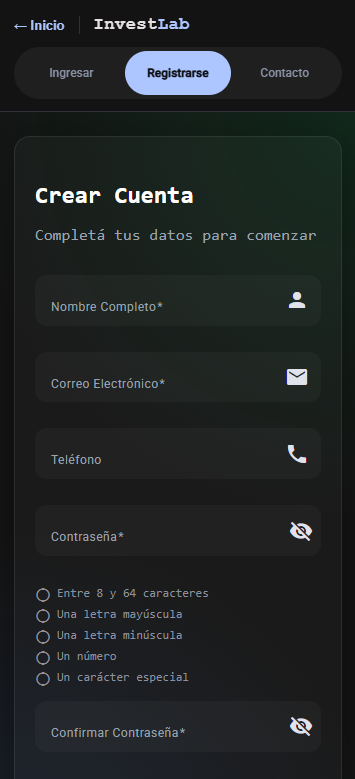 ← Inicio InvestLab
Ingresar Registrarse Contacto
Crear Cuenta
Completá tus datos para comenzar
Nombre Completo*
Correo Electrónico*
Teléfono
Contraseña*
Entre 8 y 64 caracteres
Una letra mayúscula
Una letra minúscula
Un número
Un carácter especial
Confirmar Contraseña*